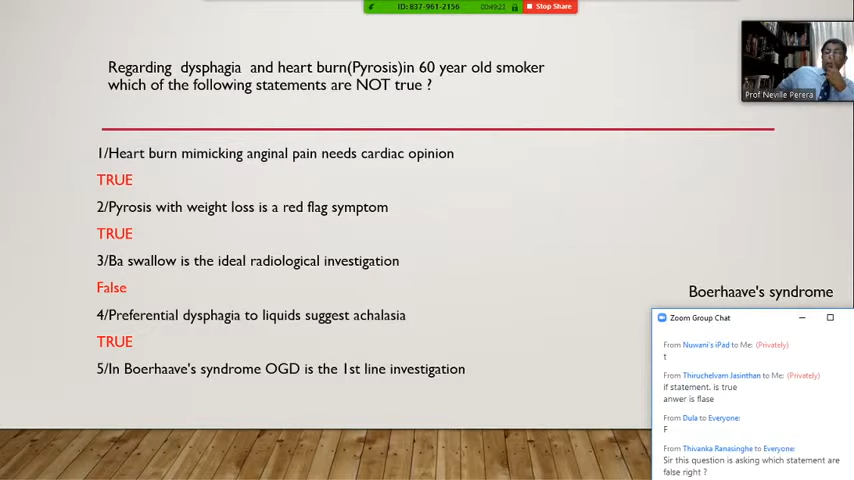 ID: 837-961-2156
00:49:22
Stop Share
Regarding dysphagia and heart burn(Pyrosis)in 60 year old smoker
which of the following statements are NOT true ?
Prof Neville Perera
1/Heart burn mimicking anginal pain needs cardiac opinion
TRUE
2/Pyrosis with weight loss is a red flag symptom
TRUE
3/Ba swallow is the ideal radiological investigation
False
4/Preferential dysphagia to liquids suggest achalasia
TRUE
5/In Boerhaave's syndrome OGD is the 1st line investigation
Boerhaave's syndrome
Zoom Group Chat
From Nuwani's iPad to Me: (Privately)
t
From Thiruchelvam Jasinthan to Me: (Privately)
if statement. is true
anwer is flase
From Dula to Everyone:
F
From Thivanka Ranasinghe to Everyone:
Sir this question is asking which statement are
false right ?